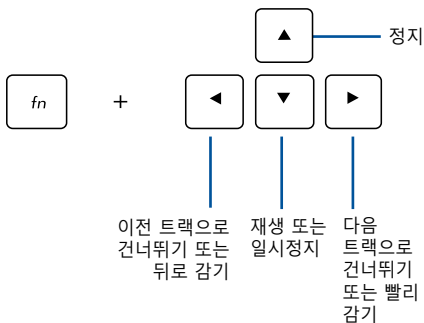 정지
fn
+
이전 트랙으로
건너뛰기 또는
뒤로 감기
재생 또는
일시정지
다음
트랙으로
건너뛰기
또는 빨리
감기